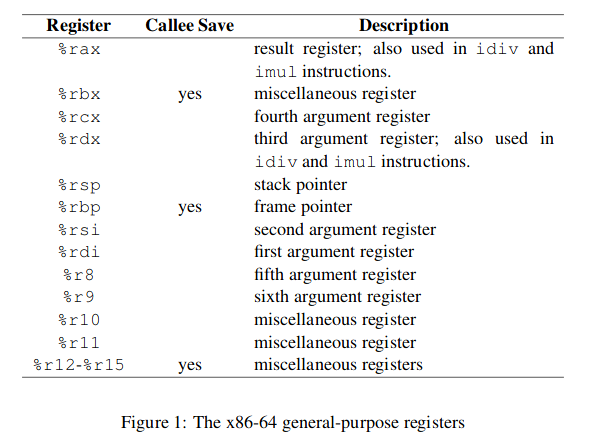 Register Callee Save Description
%rax result register; also used in idiv and
imul instructions.
%rbx yes miscellaneous register
%rcx fourth argument register
%rdx third argument register; also used in
idiv and imul instructions.
%rsp stack pointer
%rbp yes frame pointer
%rsi second argument register
%rdi first argument register
%r8 fifth argument register
%r9 sixth argument register
%r10 miscellaneous register
%r11 miscellaneous register
%r12-%r15 yes miscellaneous registers
Figure 1: The x86-64 general-purpose registers